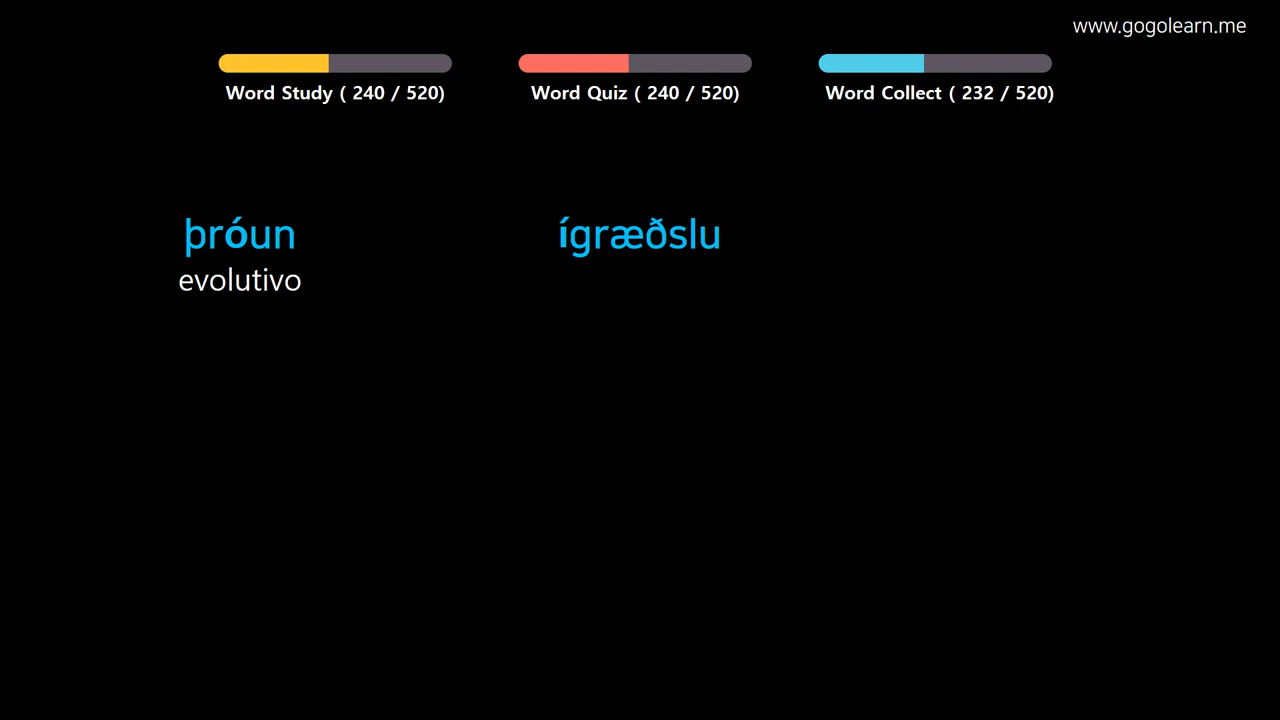 www.gogolearn.me
Word Study ( 240 / 520)
Word Quiz ( 240 / 520)
Word Collect ( 232 / 520)
þróun
evolutivo
ígræðslu